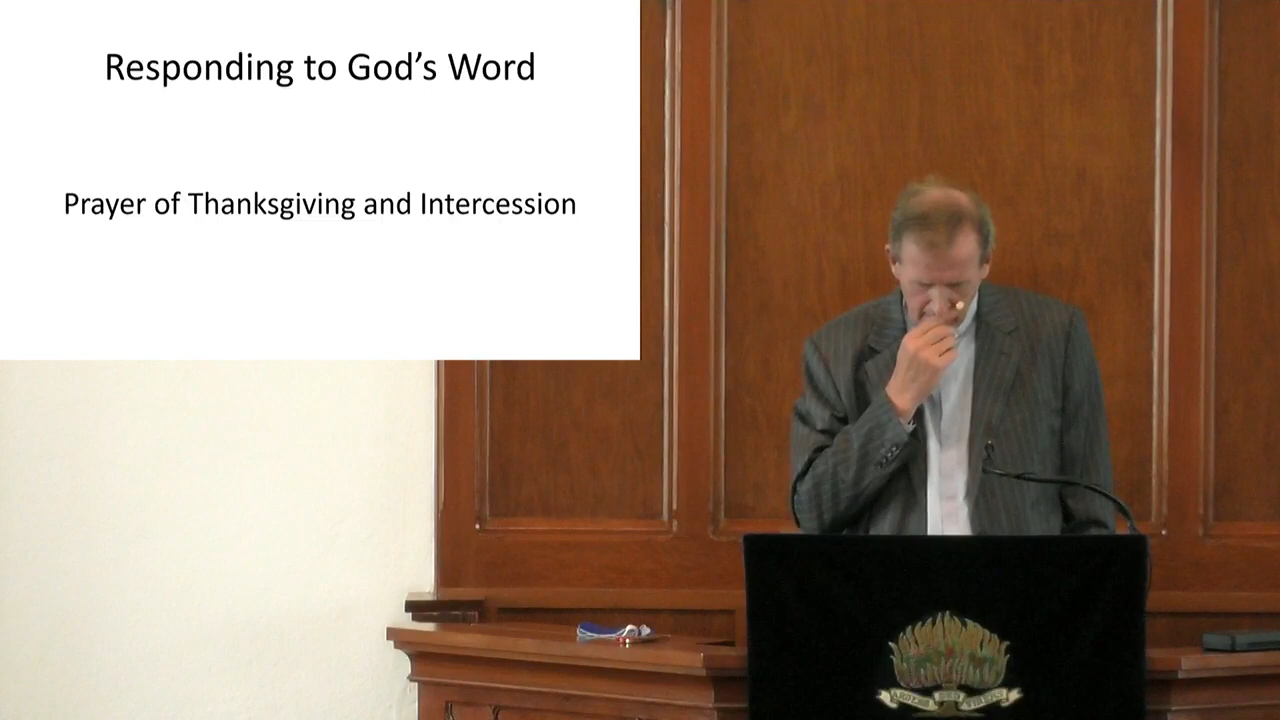 Responding to God’s Word
Prayer of Thanksgiving and Intercession